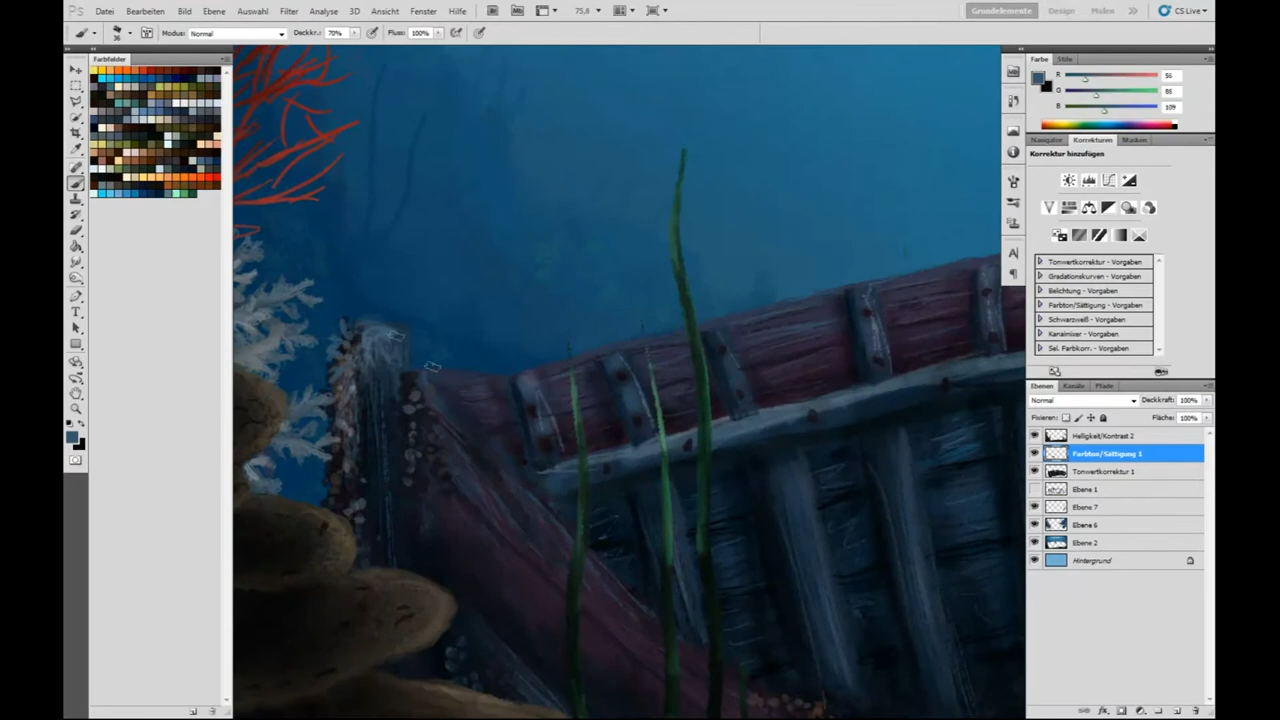 Ps Datei Bearbeiten Bild Ebene Auswahl Filter Analyse 3D Ansicht Fenster Hilfe Mb 75,8 Grundelemente Design Malen CS Live
36 Modus: Normal Deckkr.: 70% Fluss: 100%
Farbfelder
Farbe Stile
R 56
G 86
B 109
Navigator Korrekturen Masken
Korrektur hinzufügen
Tonwertkorrektur - Vorgaben
Gradationskurven - Vorgaben
Belichtung - Vorgaben
Farbton/Sättigung - Vorgaben
Schwarzweiß - Vorgaben
Kanalmixer - Vorgaben
Sel. Farbkorr. - Vorgaben
Ebenen Kanäle Pfade
Normal Deckkraft: 100%
Fixieren: Fläche: 100%
Helligkeit/Kontrast 2
Farbton/Sättigung 1
Tonwertkorrektur 1
Ebene 1
Ebene 7
Ebene 6
Ebene 2
Hintergrund